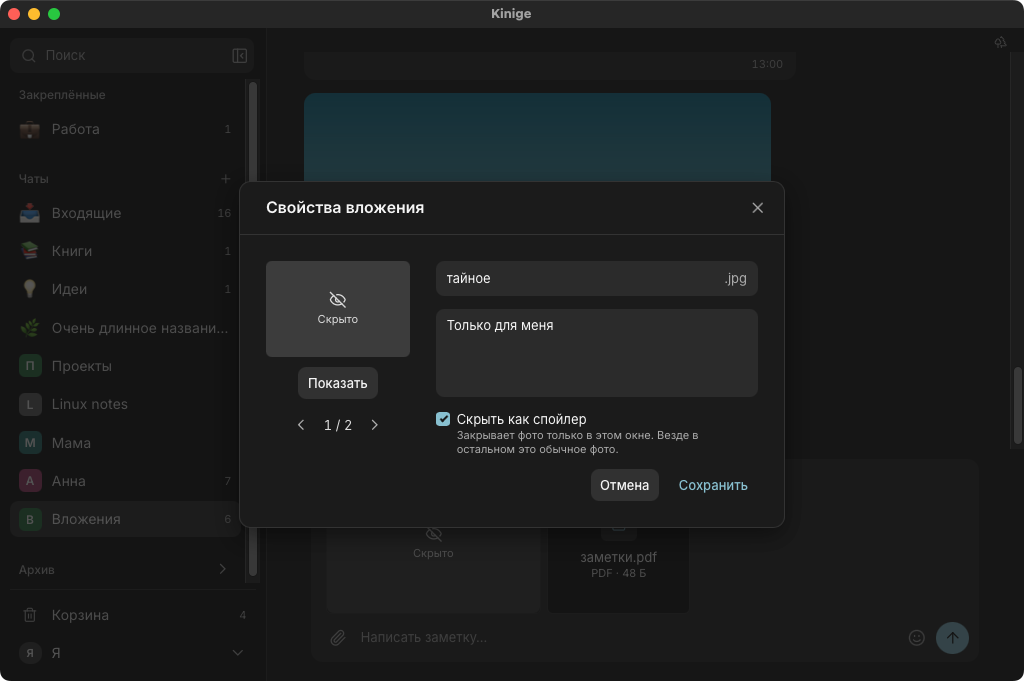 Kinige
Поиск
Закреплённые
Работа 1
Чаты
Входящие 16
Книги 1
Идеи 1
Очень длинное названи...
П Проекты
L Linux notes
М Мама
А Анна 7
В Вложения 6
Архив
Корзина 4
Я Я
13:00
Свойства вложения
Скрыто
Показать
1 / 2
тайное .jpg
Только для меня
Скрыть как спойлер
Закрывает фото только в этом окне. Везде в
остальном это обычное фото.
Отмена Сохранить
Скрыто
заметки.pdf
PDF · 48 Б
Написать заметку...